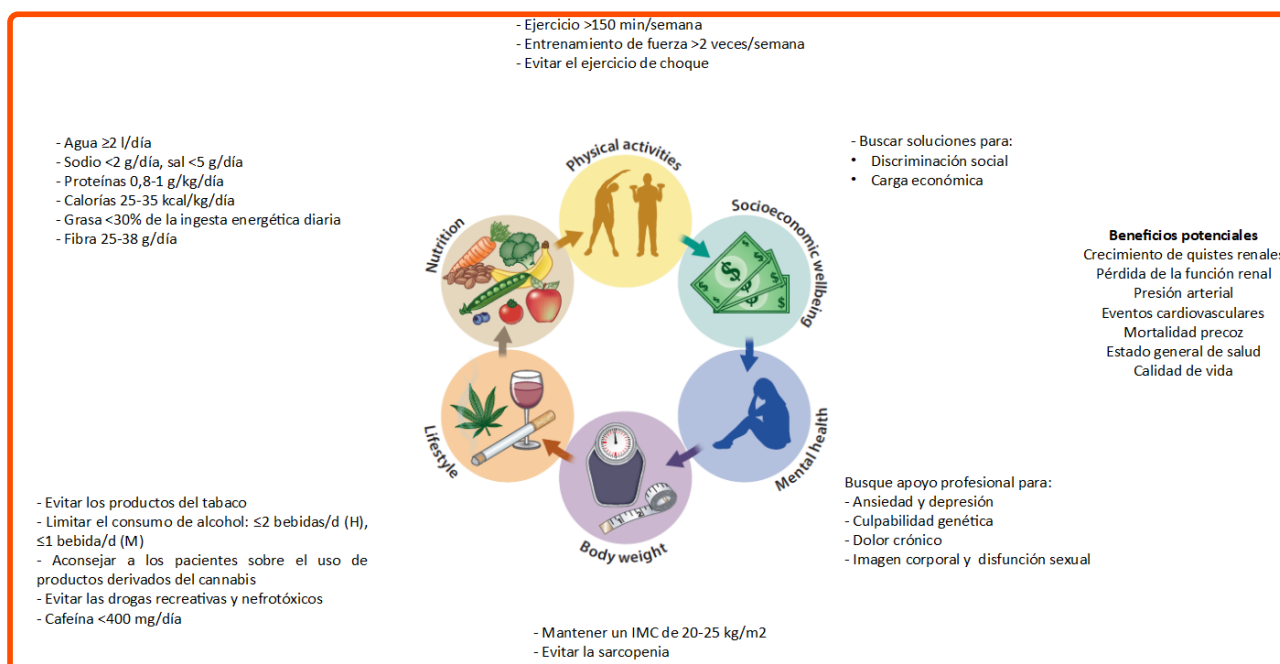 - Ejercicio >150 min/semana
- Entrenamiento de fuerza >2 veces/semana
- Evitar el ejercicio de choque
- Agua ≥2 l/día
- Sodio <2 g/día, sal <5 g/día
- Proteínas 0,8-1 g/kg/día
- Calorías 25-35 kcal/kg/día
- Grasa <30% de la ingesta energética diaria
- Fibra 25-38 g/día
Physical activities
- Buscar soluciones para:
• Discriminación social
• Carga económica
Nutrition
Socioeconomic wellbeing
Beneficios potenciales
Crecimiento de quistes renales
Pérdida de la función renal
Presión arterial
Eventos cardiovasculares
Mortalidad precoz
Estado general de salud
Calidad de vida
Lifestyle
Mental health
Body weight
- Evitar los productos del tabaco
- Limitar el consumo de alcohol: ≤2 bebidas/d (H),
≤1 bebida/d (M)
- Aconsejar a los pacientes sobre el uso de
productos derivados del cannabis
- Evitar las drogas recreativas y nefrotóxicos
- Cafeína <400 mg/día
Busque apoyo profesional para:
- Ansiedad y depresión
- Culpabilidad genética
- Dolor crónico
- Imagen corporal y disfunción sexual
- Mantener un IMC de 20-25 kg/m2
- Evitar la sarcopenia